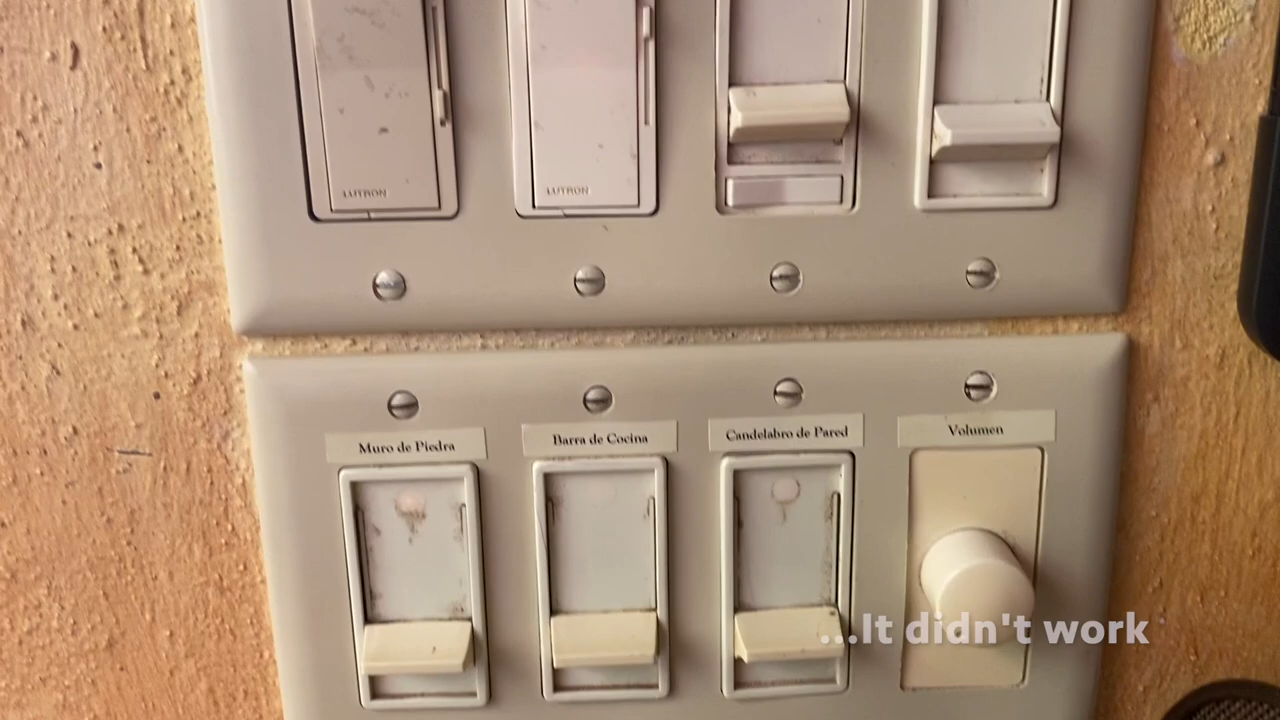 LUTRON
LUTRON
Muro de Piedra
Barra de Cocina
Candelabro de Pared
Volumen
...It didn't work